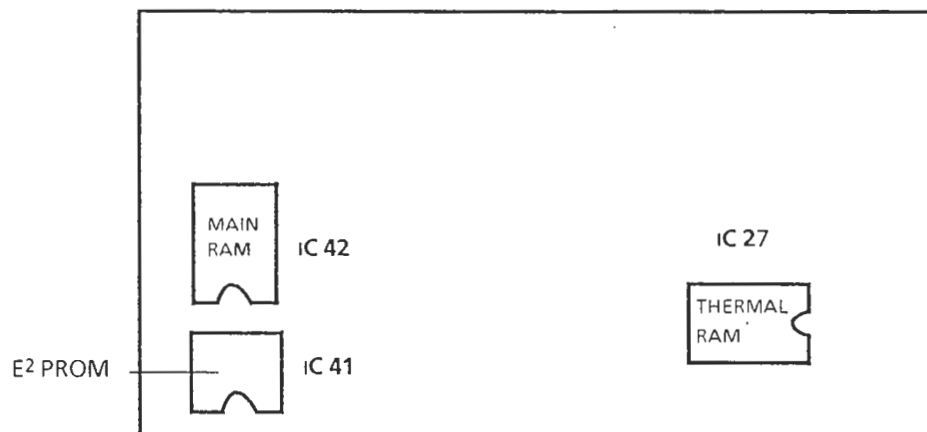 MAIN
RAM
IC 42
IC 27
THERMAL
RAM
E² PROM
IC 41